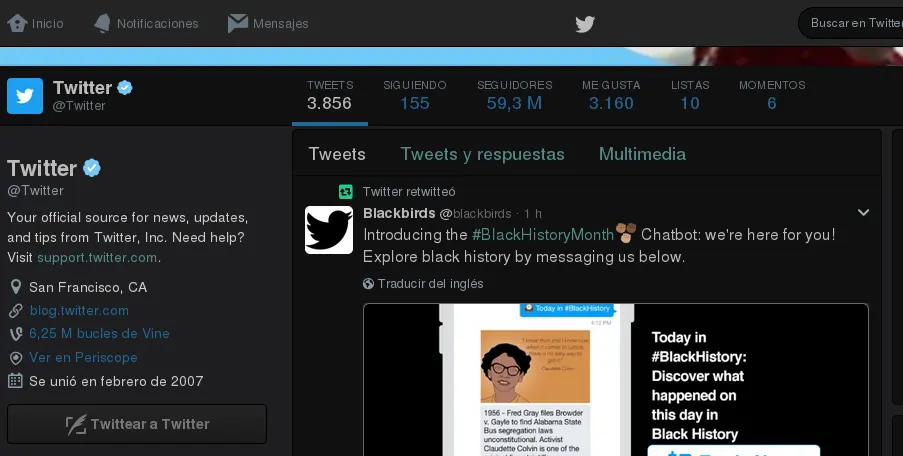 Inicio
Notificaciones
Mensajes
Buscar en Twitter
Twitter
@Twitter
TWEETS
3.856
SIGUIENDO
155
SEGUIDORES
59,3 M
ME GUSTA
3.160
LISTAS
10
MOMENTOS
6
Twitter
@Twitter
Your official source for news, updates,
and tips from Twitter, Inc. Need help?
Visit support.twitter.com.
San Francisco, CA
blog.twitter.com
6,25 M bucles de Vine
Ver en Periscope
Se unió en febrero de 2007
Twittear a Twitter
Tweets
Tweets y respuestas
Multimedia
Twitter retwitteó
Blackbirds @blackbirds · 1 h
Introducing the #BlackHistoryMonth Chatbot: we're here for you!
Explore black history by messaging us below.
Traducir del inglés
Today in #BlackHistory
4:12 PM
Claudette Colvin
1956 - Fred Gray files Browder
v. Gayle to find Alabama State
Bus segregation laws
unconstitutional. Activist
Claudette Colvin is one of the
Today in
#BlackHistory:
Discover what
happened on
this day in
Black History